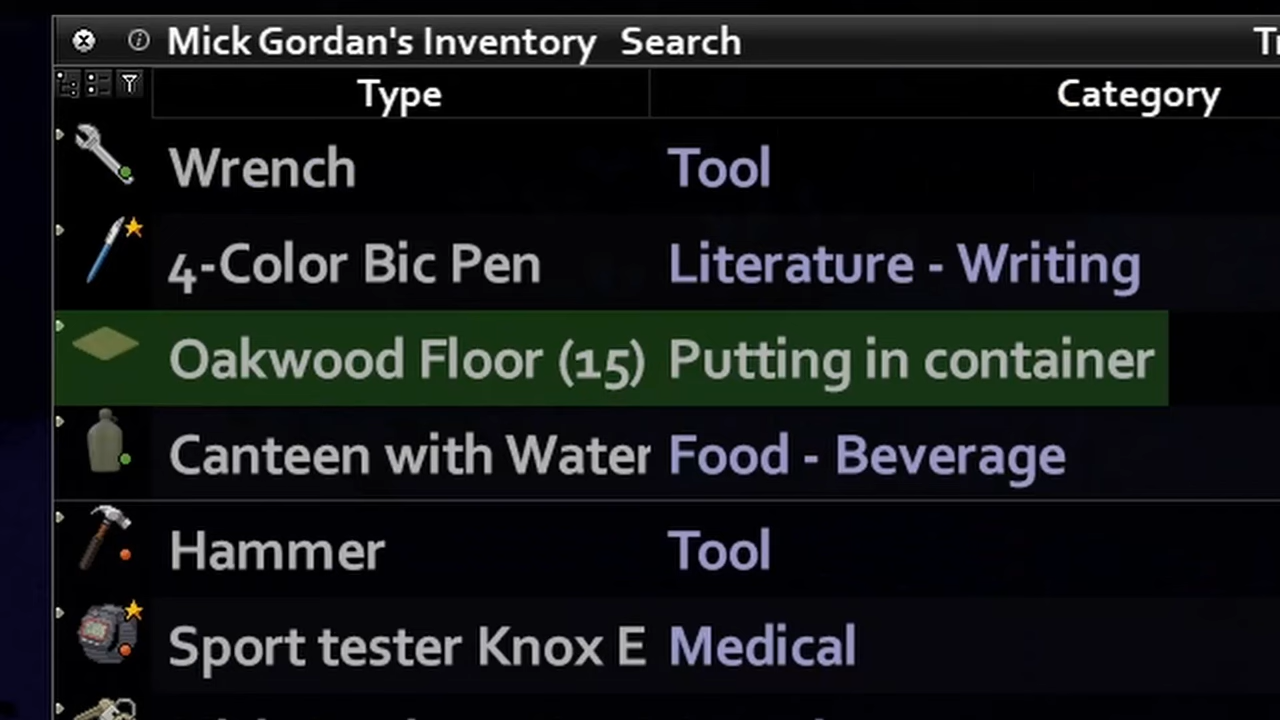 Mick Gordan's Inventory Search Tr
Type Category
Wrench Tool
4-Color Bic Pen Literature - Writing
Oakwood Floor (15) Putting in container
Canteen with Water Food - Beverage
Hammer Tool
Sport tester Knox E Medical